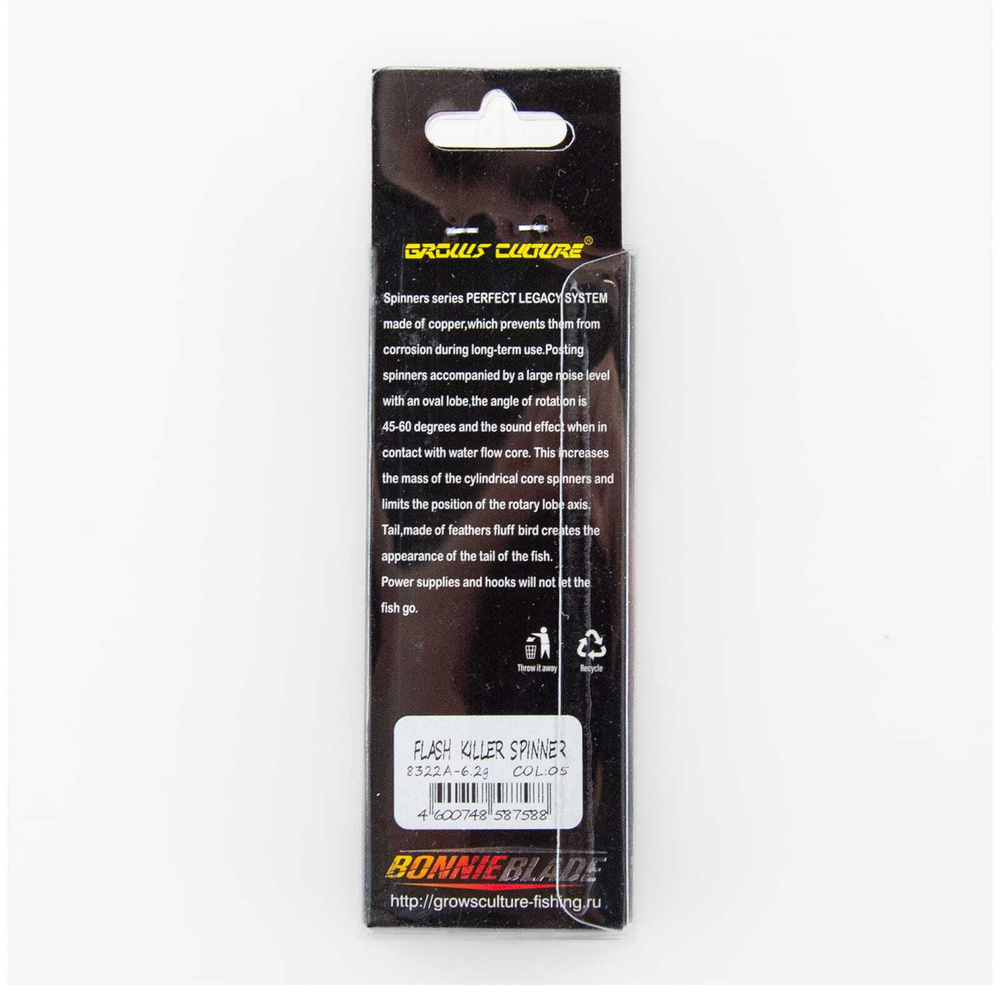 GROWS CULTURE®
Spinners series PERFECT LEGACY SYSTEM
made of copper,which prevents them from
corrosion during long-term use.Posting
spinners accompanied by a large noise level
with an oval lobe,the angle of rotation is
45-60 degrees and the sound effect when in
contact with water flow core. This increases
the mass of the cylindrical core spinners and
limits the position of the rotary lobe axis.
Tail,made of feathers fluff bird creates the
appearance of the tail of the fish.
Power supplies and hooks will not let the
fish go.
Throw it away Recycle
FLASH KILLER SPINNER
8322A-6.2g COL:05
4 600748 587588
BONNIE BLADE
http://growsculture-fishing.ru